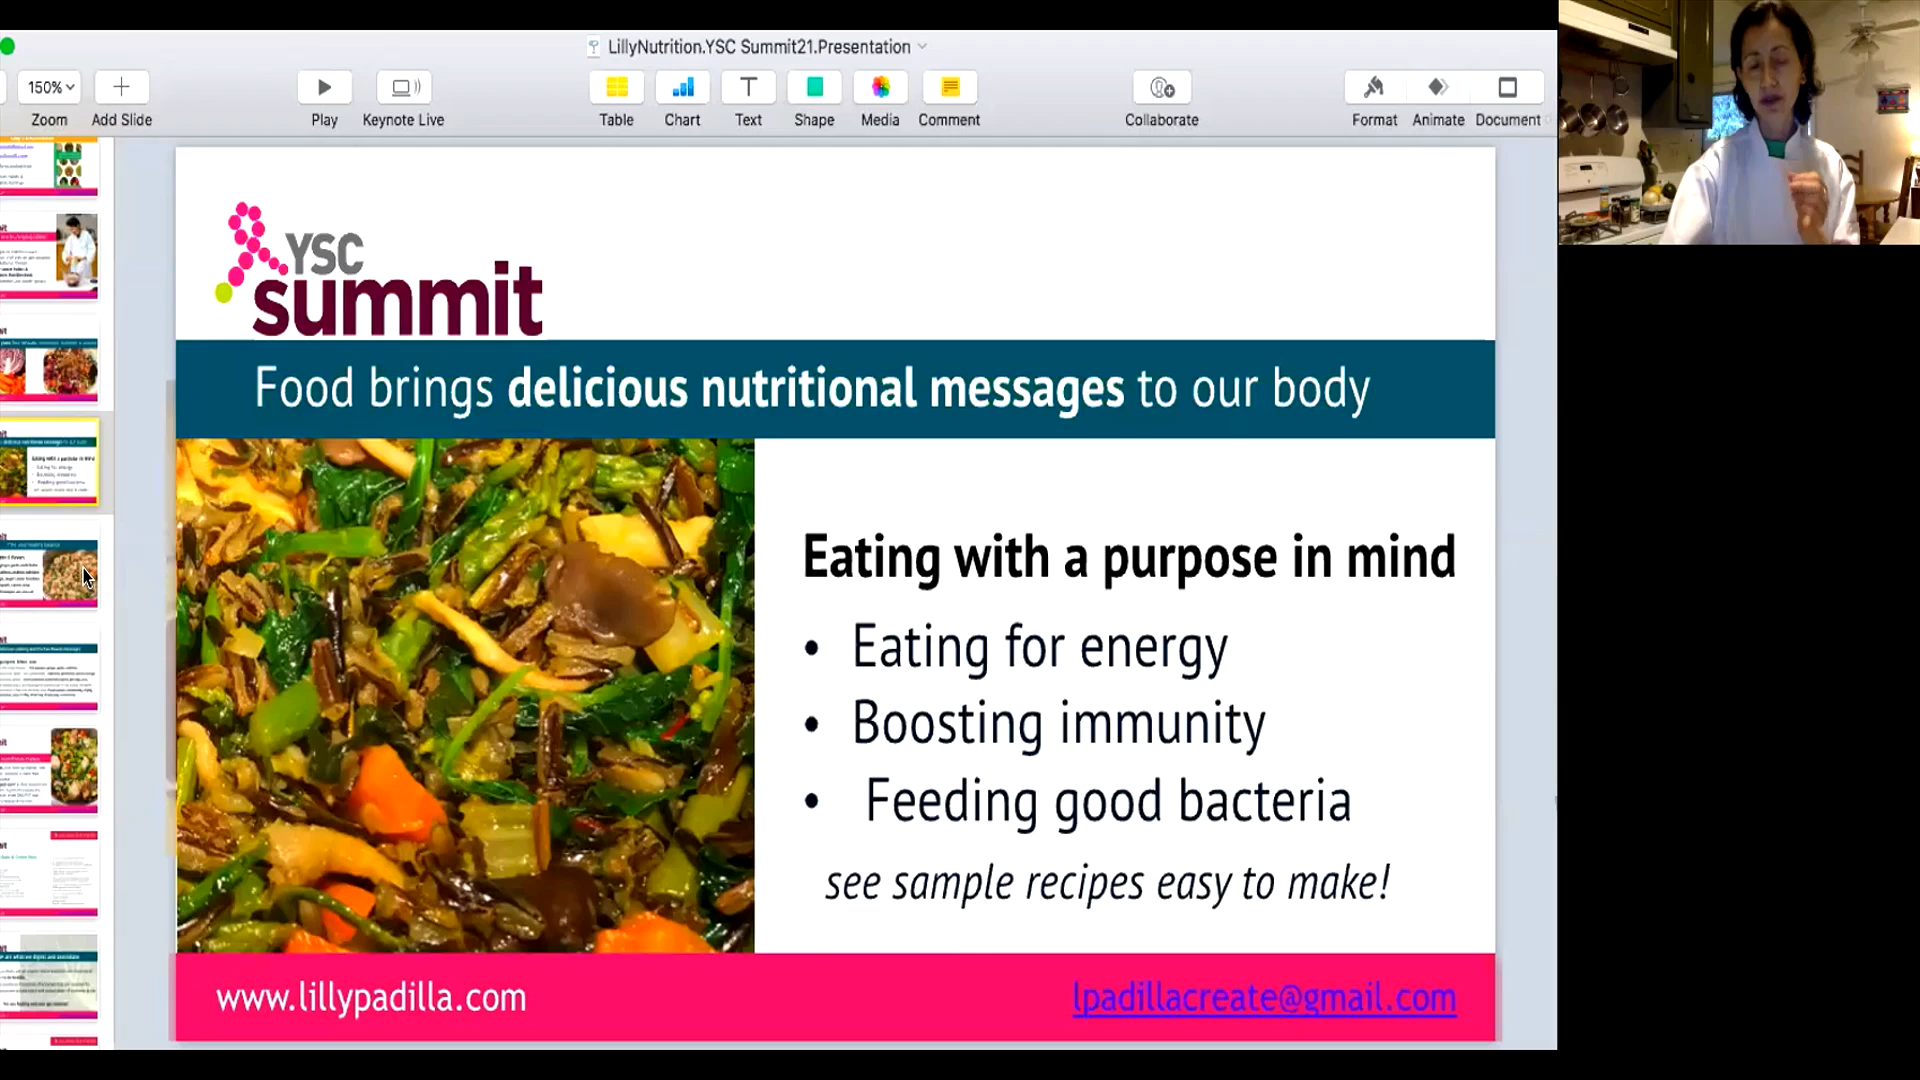 LillyNutrition.YSC Summit21.Presentation
150%
Zoom
Add Slide
Play
Keynote Live
Table
Chart
Text
Shape
Media
Comment
Collaborate
Format
Animate
Document
YSC
summit
Food brings delicious nutritional messages to our body
Eating with a purpose in mind
• Eating for energy
• Boosting immunity
• Feeding good bacteria
see sample recipes easy to make!
www.lillypadilla.com
lpadillacreate@gmail.com